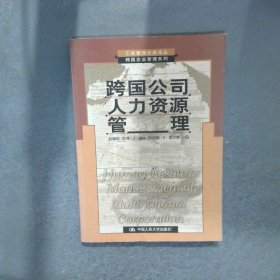 工商管理经典译丛
跨国企业管理系列
跨国公司
人力资源
管 理
Human Resource
Management of
Multinational
Corporation
中国人民大学出版社